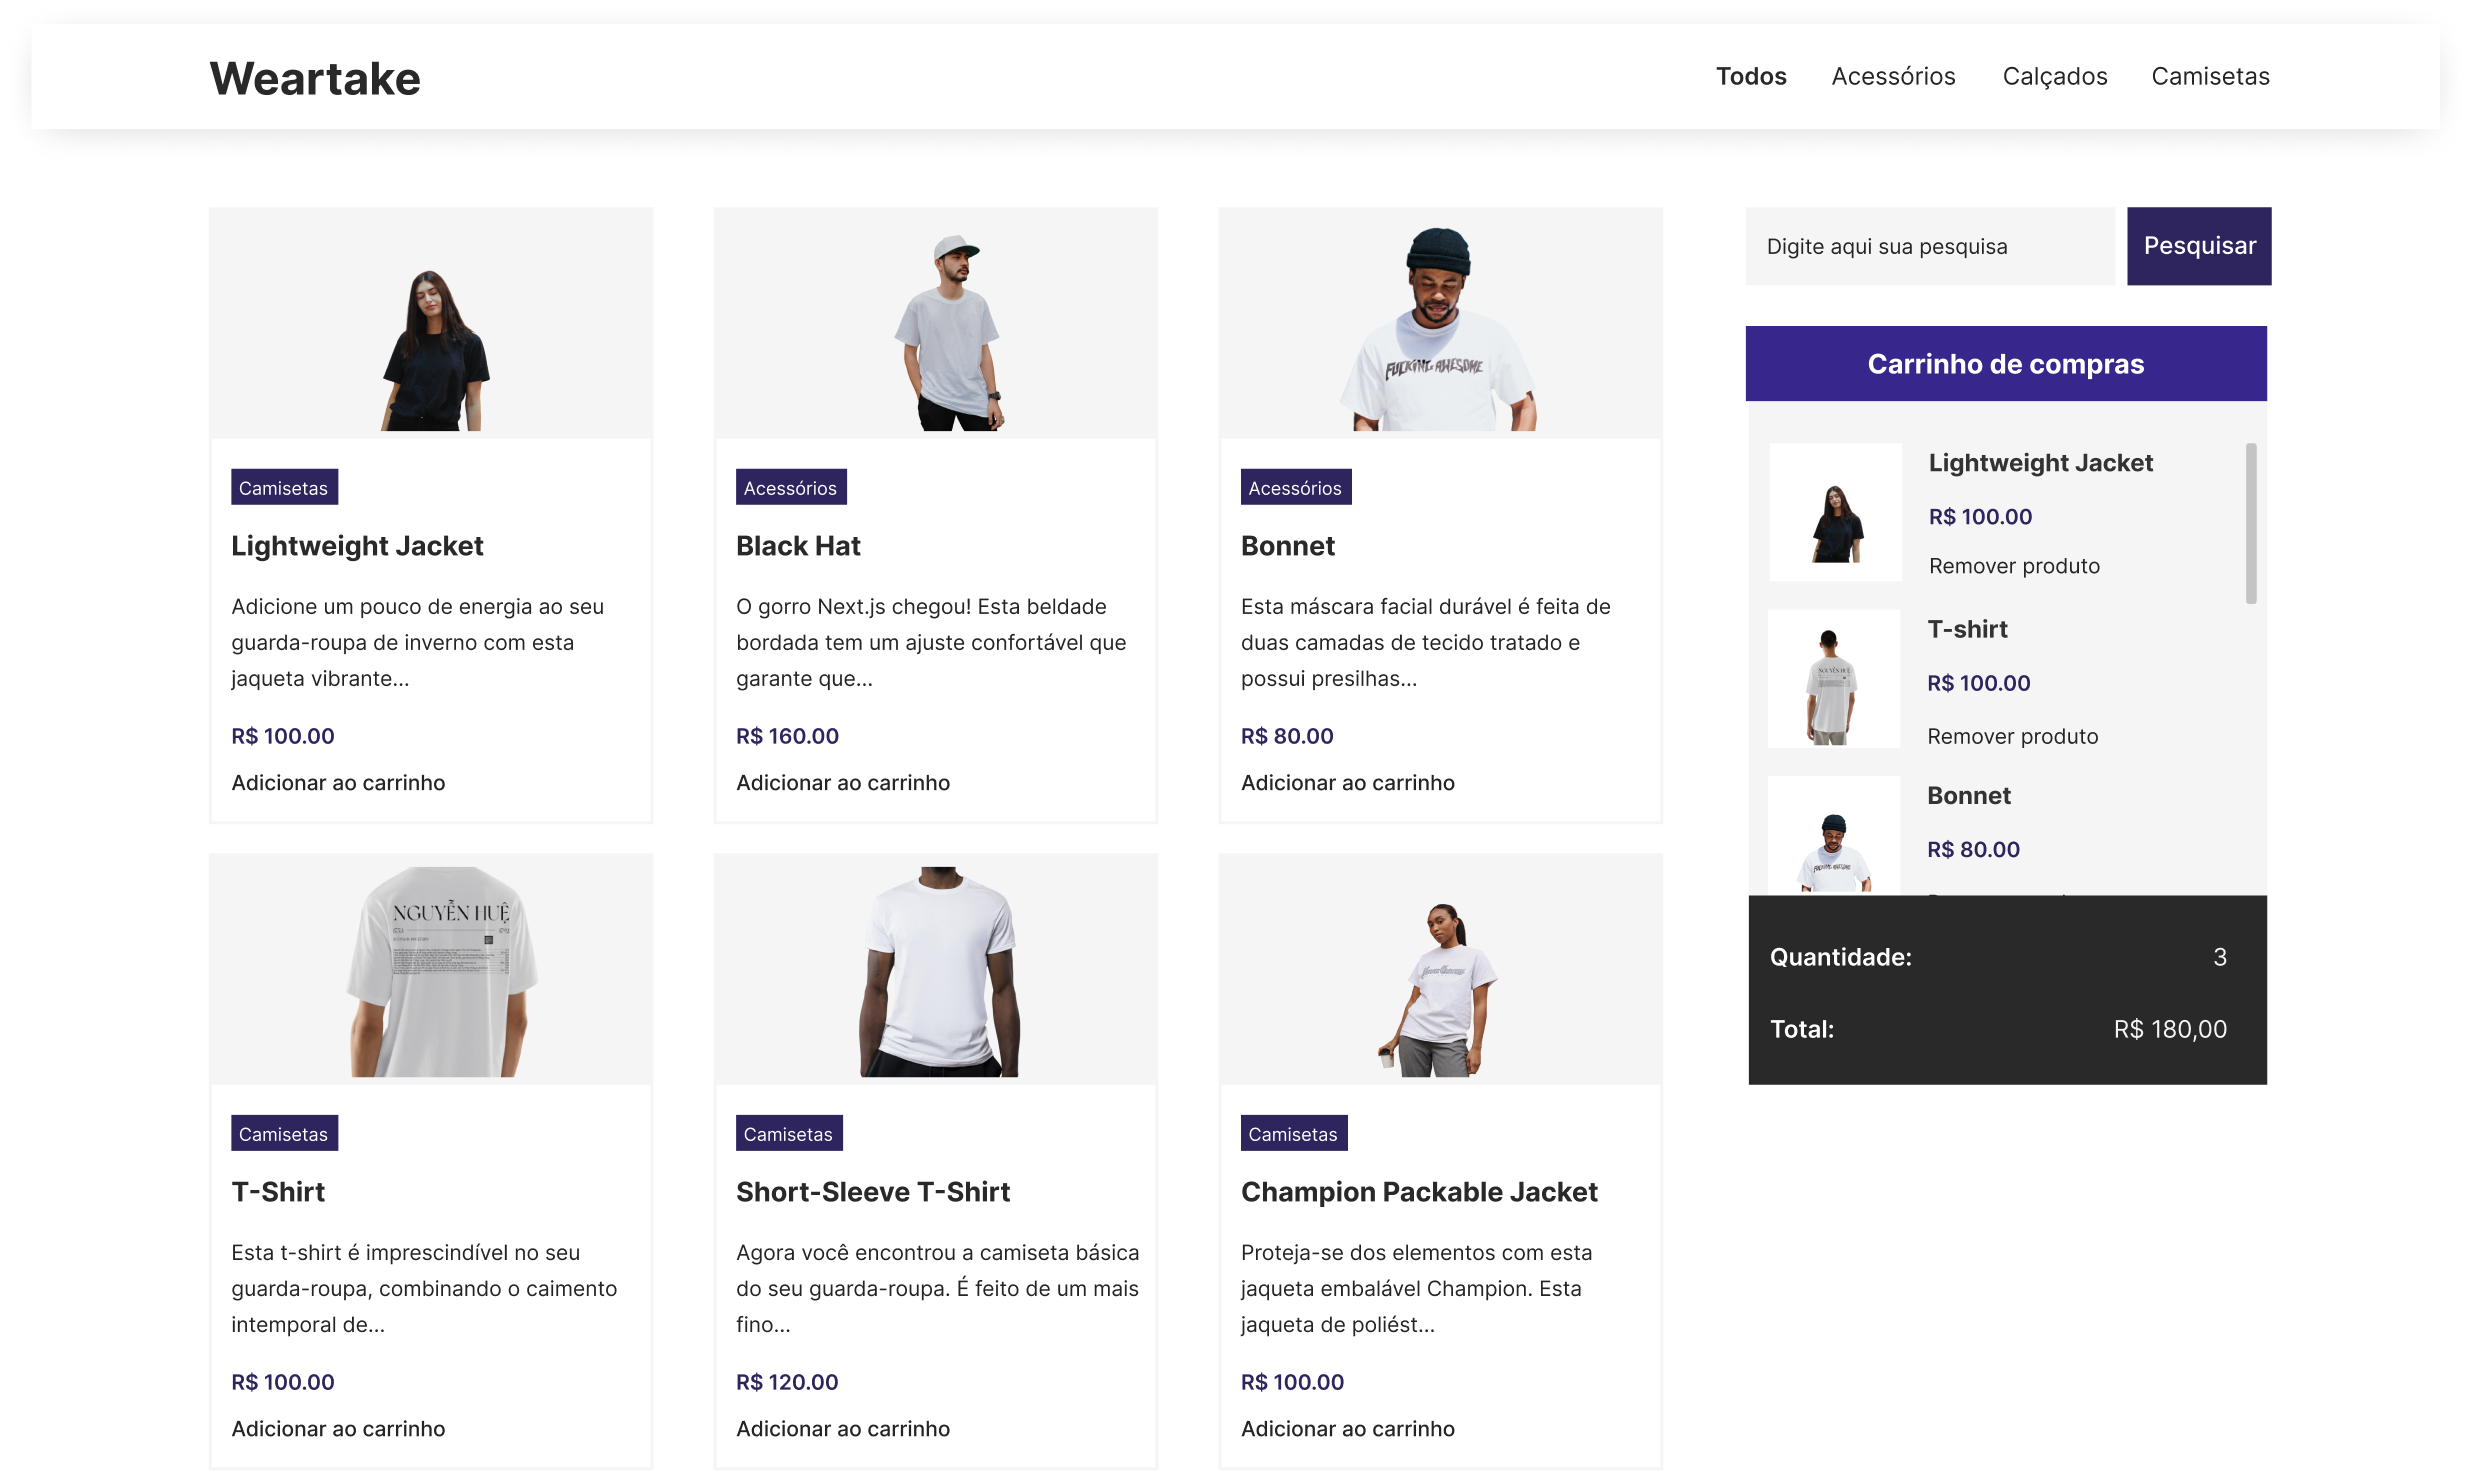 Weartake
Todos
Acessórios
Calçados
Camisetas
FUCKING AWESOME
Camisetas
Lightweight Jacket
Adicione um pouco de energia ao seu
guarda-roupa de inverno com esta
jaqueta vibrante...
R$ 100.00
Adicionar ao carrinho
Acessórios
Black Hat
O gorro Next.js chegou! Esta beldade
bordada tem um ajuste confortável que
garante que...
R$ 160.00
Adicionar ao carrinho
Acessórios
Bonnet
Esta máscara facial durável é feita de
duas camadas de tecido tratado e
possui presilhas...
R$ 80.00
Adicionar ao carrinho
NGUYỄN HUỆ
Camisetas
T-Shirt
Esta t-shirt é imprescindível no seu
guarda-roupa, combinando o caimento
intemporal de...
R$ 100.00
Adicionar ao carrinho
Camisetas
Short-Sleeve T-Shirt
Agora você encontrou a camiseta básica
do seu guarda-roupa. É feito de um mais
fino...
R$ 120.00
Adicionar ao carrinho
Camisetas
Champion Packable Jacket
Proteja-se dos elementos com esta
jaqueta embalável Champion. Esta
jaqueta de poliést...
R$ 100.00
Adicionar ao carrinho
Digite aqui sua pesquisa
Pesquisar
Carrinho de compras
Lightweight Jacket
R$ 100.00
Remover produto
NGUYỄN HUỆ
T-shirt
R$ 100.00
Remover produto
FUCKING AWESOME
Bonnet
R$ 80.00
Quantidade:
3
Total:
R$ 180,00